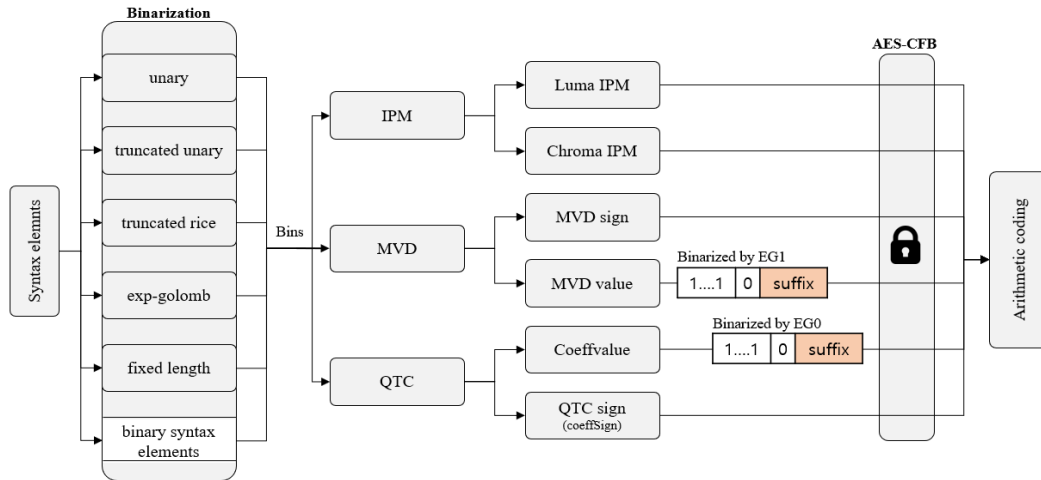 Binarization
AES-CFB
unary
Luma IPM
IPM
truncated unary
Chroma IPM
Syntax elemnts
truncated rice
MVD sign
Bins
MVD
Binarized by EG1
exp-golomb
MVD value
1....1 0 suffix
Arithmetic coding
Binarized by EG0
fixed length
Coeffvalue
1....1 0 suffix
QTC
binary syntax
elements
QTC sign
(coeffSign)